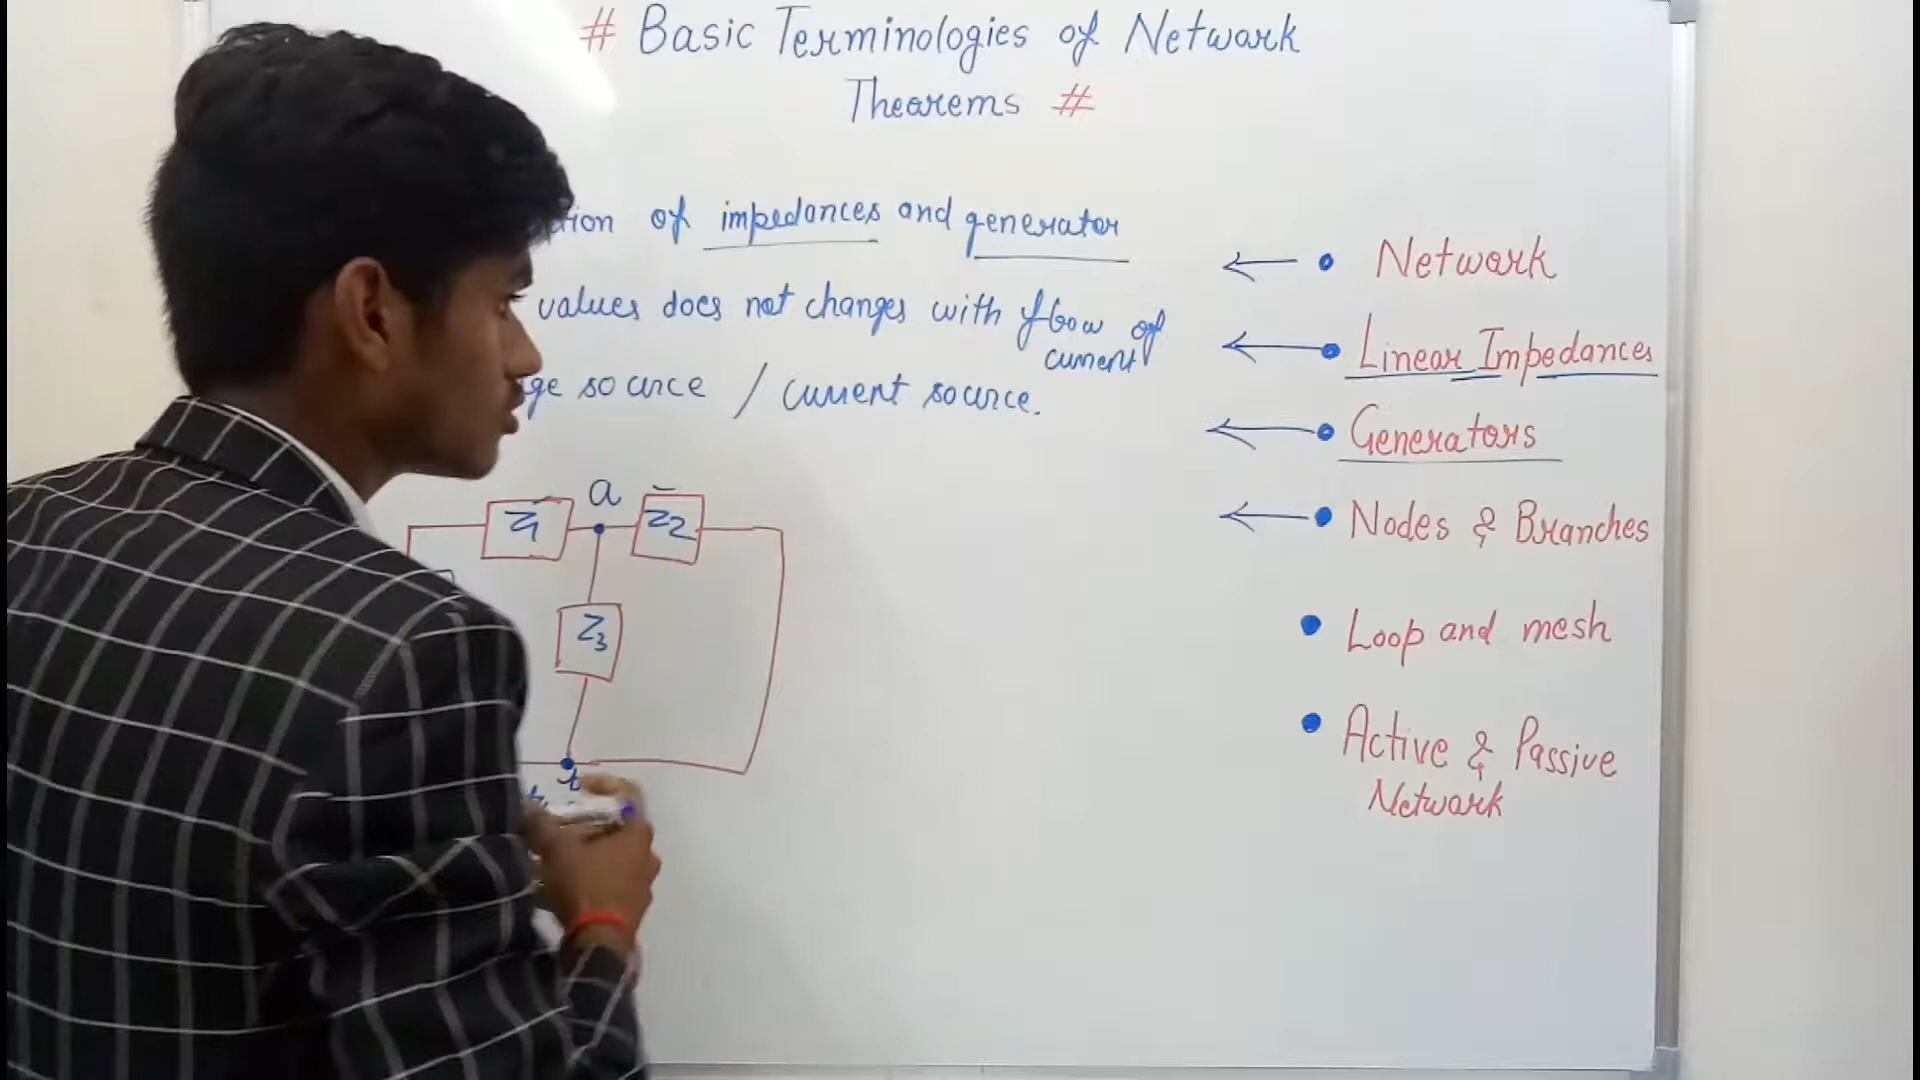 # Basic Terminologies of Network
Theorems #
of impedances and generator
values does not changes with flow of
current
source / current source.
Network
Linear Impedances
Generators
Nodes & Branches
Loop and mesh
Active & Passive
Network
a
Z1
Z2
Z3